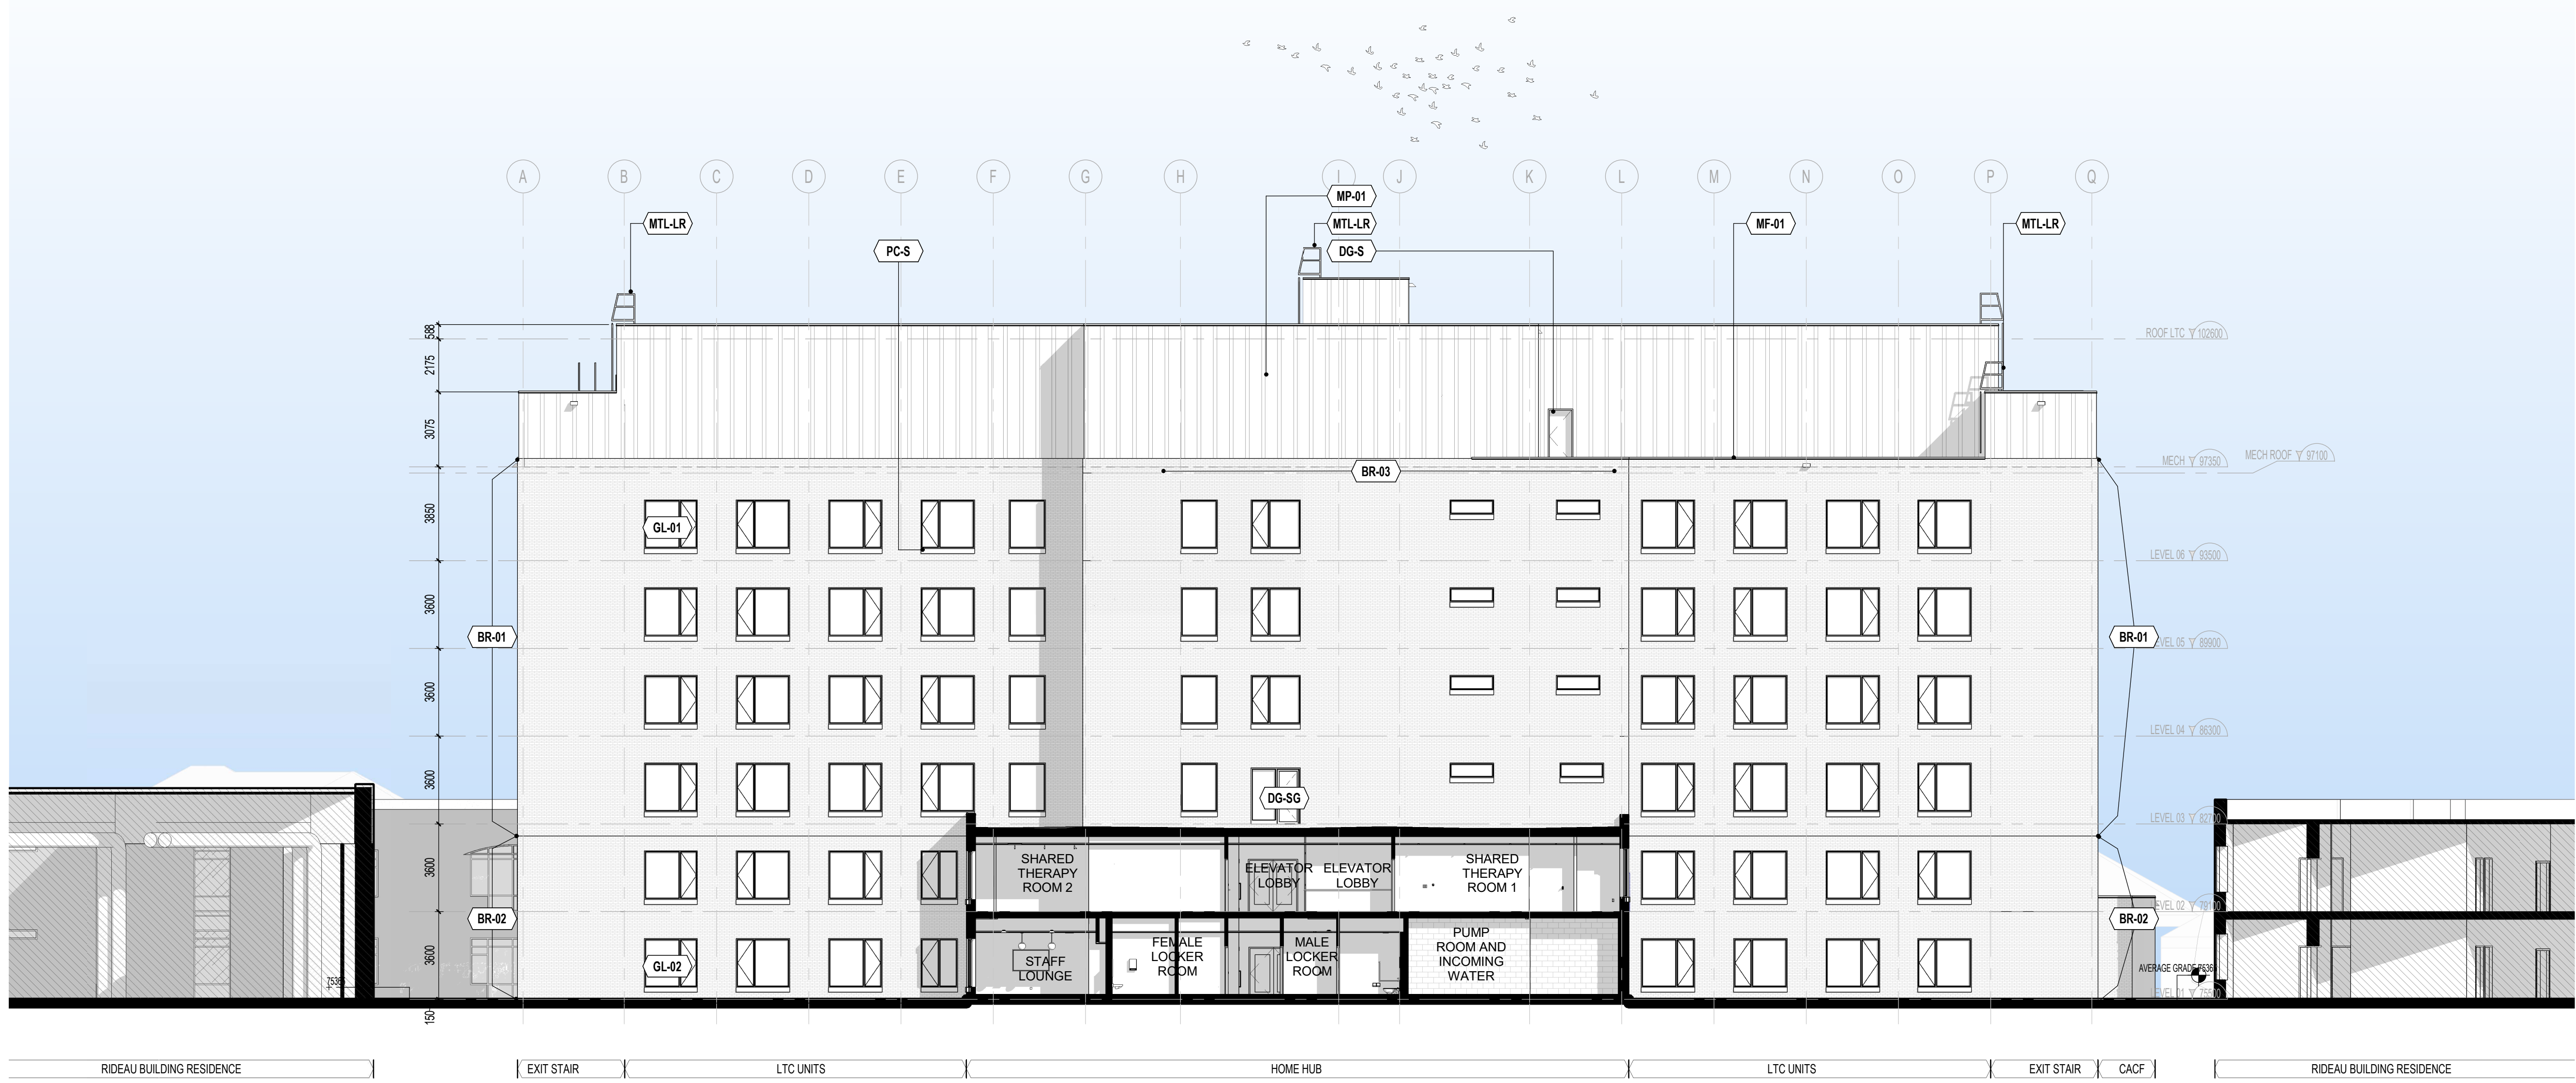 A
B
C
D
E
F
G
H
I
J
K
L
M
N
O
P
Q
MP-01
MTL-LR
MTL-LR
MF-01
MTL-LR
PC-S
DG-S
588
ROOF LTC 102600
2175
3075
MECH ROOF 97100
MECH 97350
BR-03
3850
GL-01
LEVEL 06 93500
3600
BR-01
BR-01
LEVEL 05 89900
3600
LEVEL 04 86300
3600
DG-SG
LEVEL 03 82700
3600
SHARED
THERAPY
ROOM 2
ELEVATOR
LOBBY
ELEVATOR
LOBBY
SHARED
THERAPY
ROOM 1
BR-02
BR-02
LEVEL 02 79100
3600
GL-02
STAFF
LOUNGE
FEMALE
LOCKER
ROOM
MALE
LOCKER
ROOM
PUMP
ROOM AND
INCOMING
WATER
AVERAGE GRADE
LEVEL 01 75500
150
RIDEAU BUILDING RESIDENCE
EXIT STAIR
LTC UNITS
HOME HUB
LTC UNITS
EXIT STAIR
CACF
RIDEAU BUILDING RESIDENCE